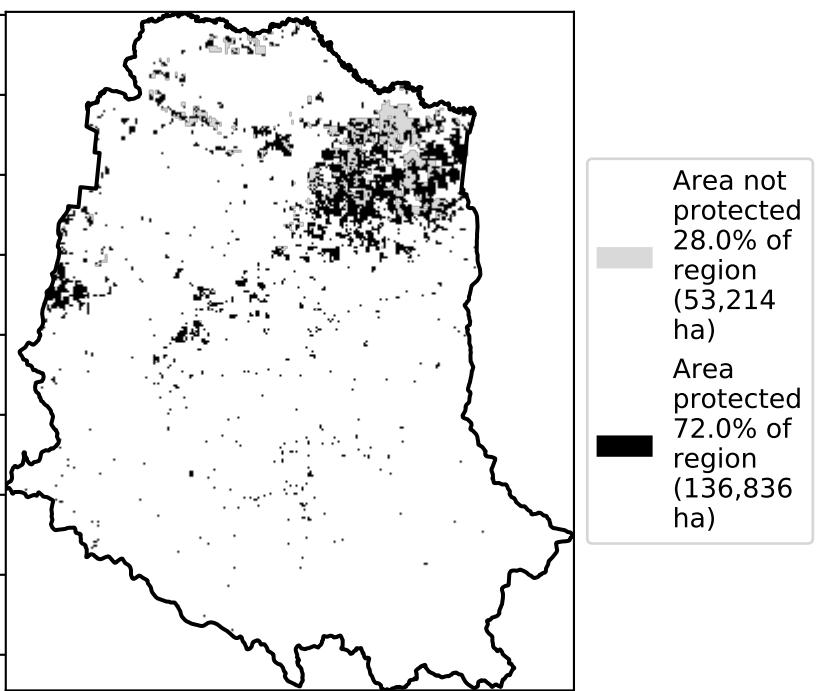 Area not
protected
28.0% of
region
(53,214
ha)
Area
protected
72.0% of
region
(136,836
ha)